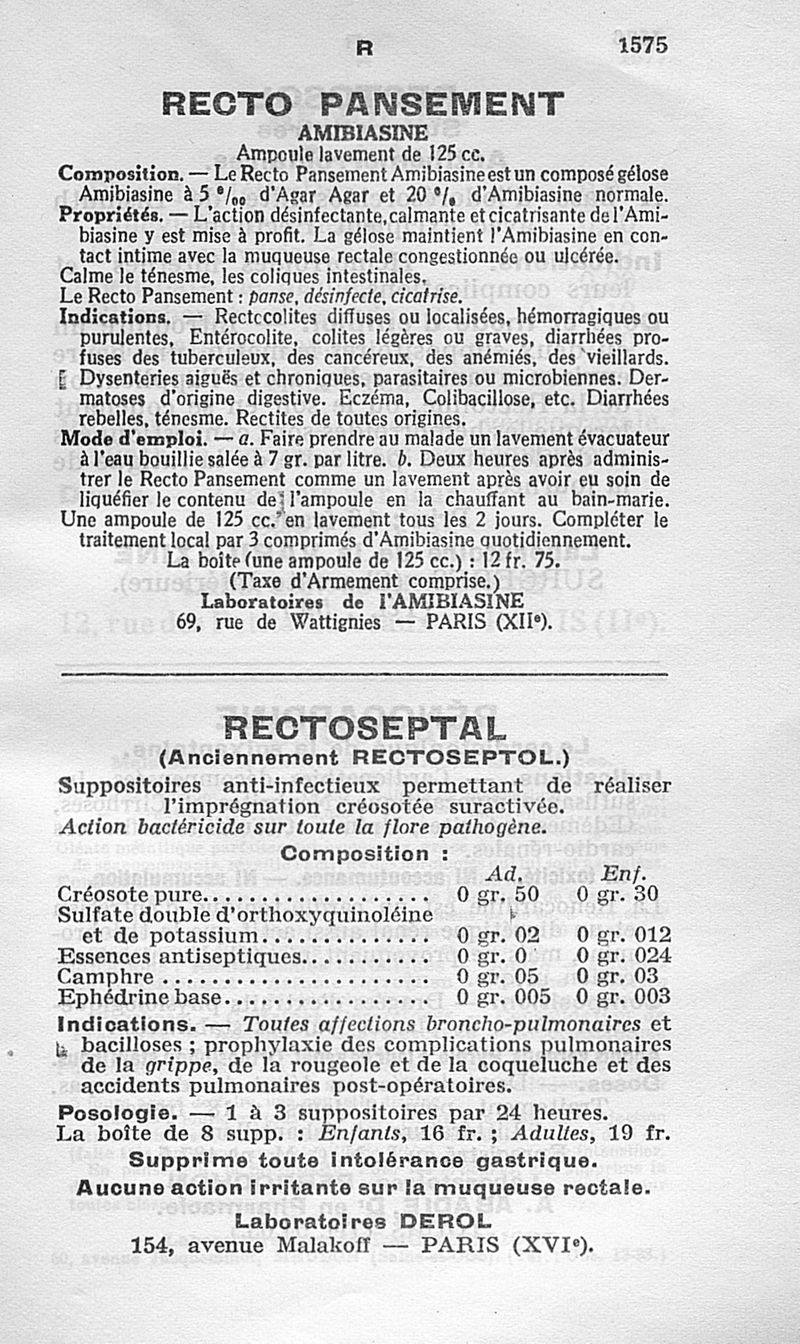 R
1575
RECTO PANSEMENT
AMIBIASINE
Ampoule lavement de 125 cc.
Composition. — Le Recto Pansement Amibiasine est un composé gélose
Amibiasine à 5 °/₀₀ d'Agar Agar et 20 °/₀ d'Amibiasine normale.
Propriétés. — L'action désinfectante, calmante et cicatrisante de l'Ami-
biasine y est mise à profit. La gélose maintient l'Amibiasine en con-
tact intime avec la muqueuse rectale congestionnée ou ulcérée.
Calme le ténesme, les coliques intestinales.
Le Recto Pansement : panse, désinfecte, cicatrise.
Indications. — Rectocolites diffuses ou localisées, hémorragiques ou
purulentes, Entérocolite, colites légères ou graves, diarrhées pro-
fuses des tuberculeux, des cancéreux, des anémiés, des vieillards.
Dysenteries aiguës et chroniques, parasitaires ou microbiennes. Der-
matoses d'origine digestive. Eczéma, Colibacillose, etc. Diarrhées
rebelles, ténesme. Rectites de toutes origines.
Mode d'emploi. — a. Faire prendre au malade un lavement évacuateur
à l'eau bouillie salée à 7 gr. par litre. b. Deux heures après adminis-
trer le Recto Pansement comme un lavement après avoir eu soin de
liquéfier le contenu de l'ampoule en la chauffant au bain-marie.
Une ampoule de 125 cc. en lavement tous les 2 jours. Compléter le
traitement local par 3 comprimés d'Amibiasine quotidiennement.
La boîte (une ampoule de 125 cc.) : 12 fr. 75.
(Taxe d'Armement comprise.)
Laboratoires de l'AMIBIASINE
69, rue de Wattignies — PARIS (XIIᵉ).
RECTOSEPTAL
(Anciennement RECTOSEPTOL.)
Suppositoires anti-infectieux permettant de réaliser
l'imprégnation créosotée suractivée.
Action bactéricide sur toute la flore pathogène.
Composition :
Ad. Enf.
Créosote pure................... 0 gr. 50 0 gr. 30
Sulfate double d'orthoxyquinoléine
et de potassium.............. 0 gr. 02 0 gr. 012
Essences antiseptiques........... 0 gr. 0 0 gr. 024
Camphre ....................... 0 gr. 05 0 gr. 03
Ephédrine base.................. 0 gr. 005 0 gr. 003
Indications. — Toutes affections broncho-pulmonaires et
bacilloses ; prophylaxie des complications pulmonaires
de la grippe, de la rougeole et de la coqueluche et des
accidents pulmonaires post-opératoires.
Posologie. — 1 à 3 suppositoires par 24 heures.
La boîte de 8 supp. : Enfants, 16 fr. ; Adultes, 19 fr.
Supprime toute intolérance gastrique.
Aucune action irritante sur la muqueuse rectale.
Laboratoires DEROL
154, avenue Malakoff — PARIS (XVIᵉ).